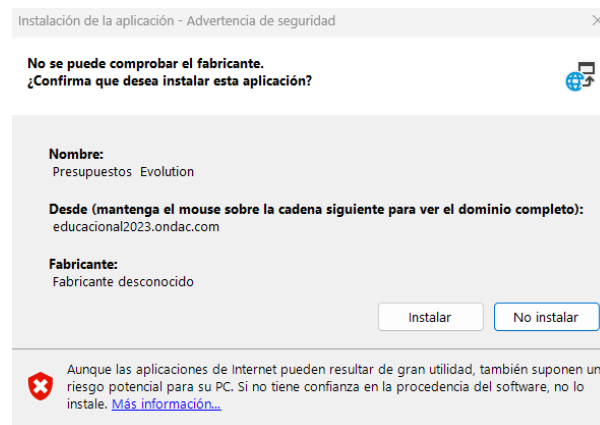 Instalación de la aplicación - Advertencia de seguridad
No se puede comprobar el fabricante.
¿Confirma que desea instalar esta aplicación?
Nombre:
Presupuestos Evolution
Desde (mantenga el mouse sobre la cadena siguiente para ver el dominio completo):
educacional2023.ondac.com
Fabricante:
Fabricante desconocido
Instalar No instalar
Aunque las aplicaciones de Internet pueden resultar de gran utilidad, también suponen un
riesgo potencial para su PC. Si no tiene confianza en la procedencia del software, no lo
instale. Más información...